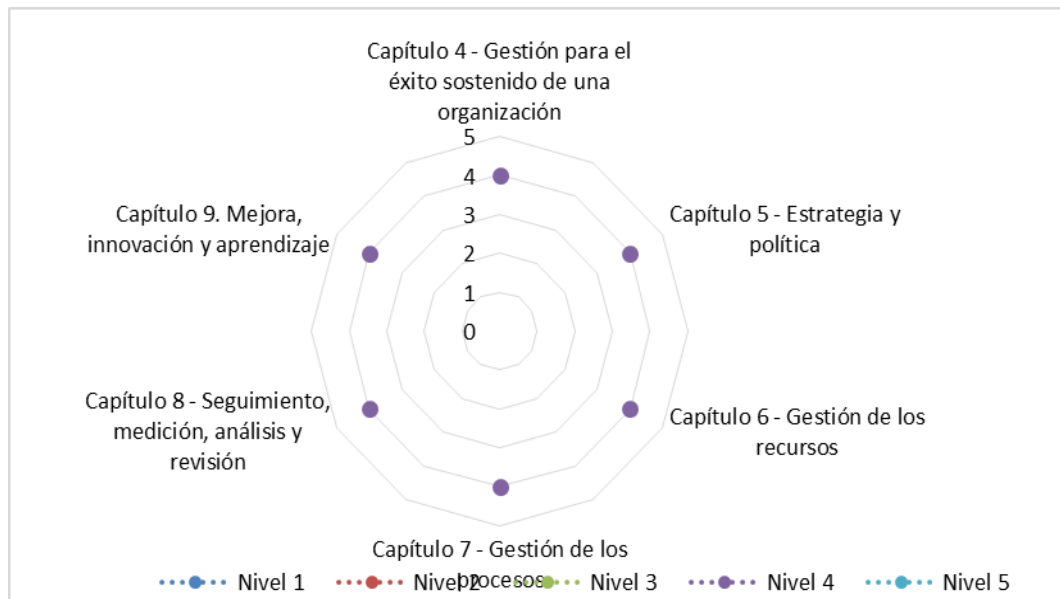 Capítulo 4 - Gestión para el
éxito sostenido de una
organización
5
4
3
2
1
0
Capítulo 5 - Estrategia y
política
Capítulo 6 - Gestión de los
recursos
Capítulo 7 - Gestión de los
procesos
Capítulo 8 - Seguimiento,
medición, análisis y
revisión
Capítulo 9. Mejora,
innovación y aprendizaje
Nivel 1
Nivel 2
Nivel 3
Nivel 4
Nivel 5